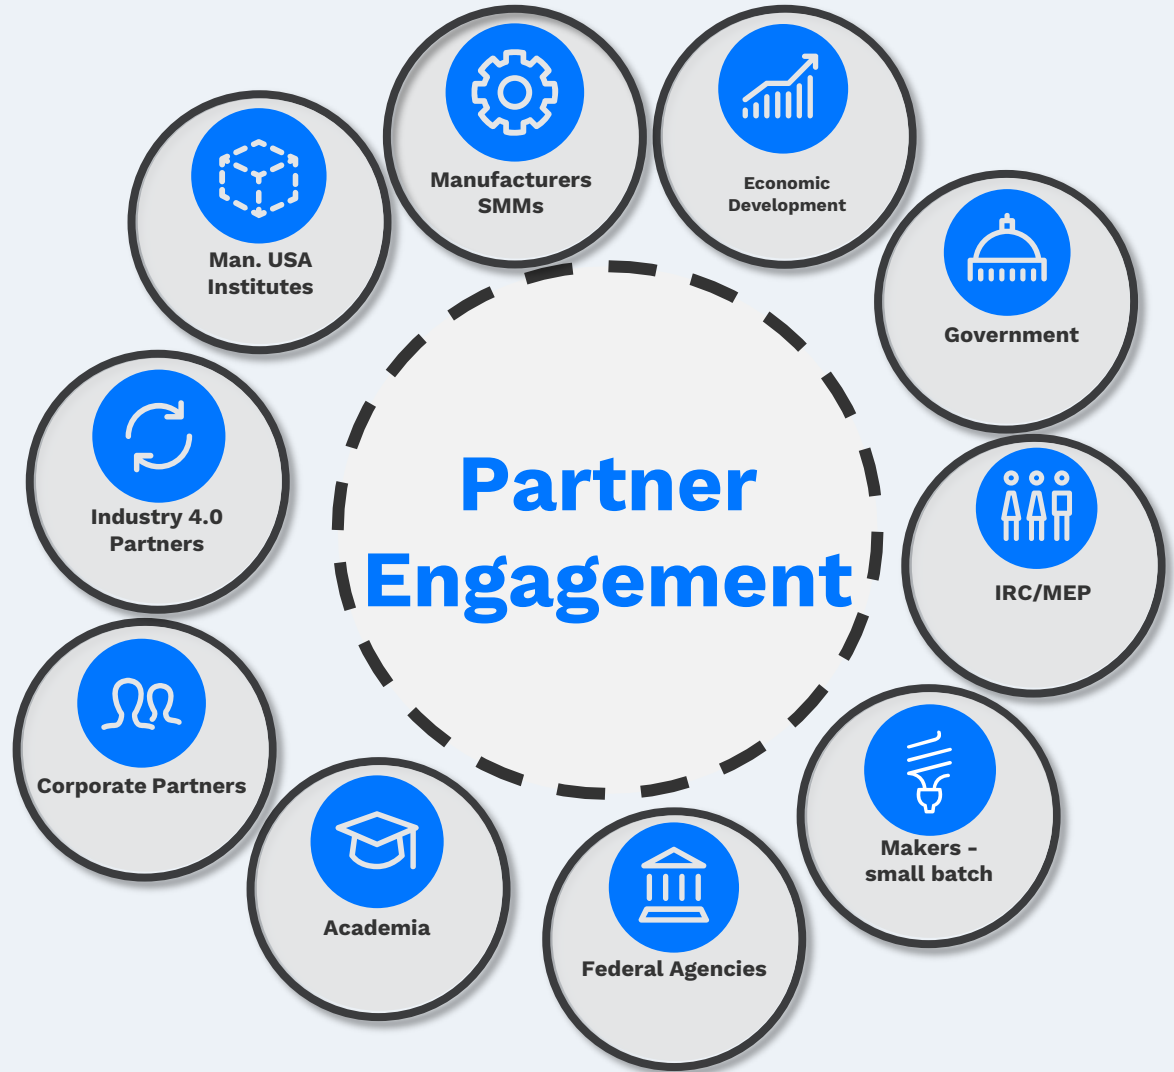 Manufacturers
SMMs
Economic
Development
Man. USA
Institutes
Government
Partner
Engagement
Industry 4.0
Partners
IRC/MEP
Corporate Partners
Makers -
small batch
Academia
Federal Agencies